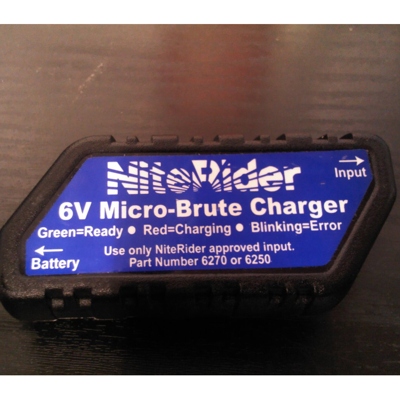 NiteRider
Input
6V Micro-Brute Charger
Green=Ready ● Red=Charging ● Blinking=Error
Battery
Use only NiteRider approved input.
Part Number 6270 or 6250